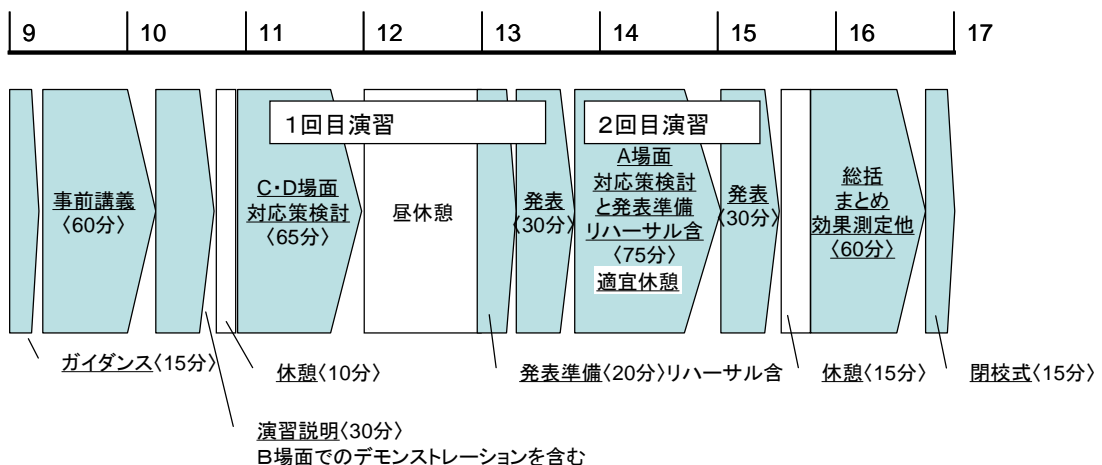 9 10 11 12 13 14 15 16 17
1回目演習
2回目演習
事前講義
〈60分〉
C・D場面
対応策検討
〈65分〉
昼休憩
発表
〈30分〉
A場面
対応策検討
と発表準備
リハーサル含
〈75分〉
適宜休憩
発表
〈30分〉
総括
まとめ
効果測定他
〈60分〉
ガイダンス〈15分〉
休憩〈10分〉
発表準備〈20分〉リハーサル含
休憩〈15分〉
閉校式〈15分〉
演習説明〈30分〉
B場面でのデモンストレーションを含む